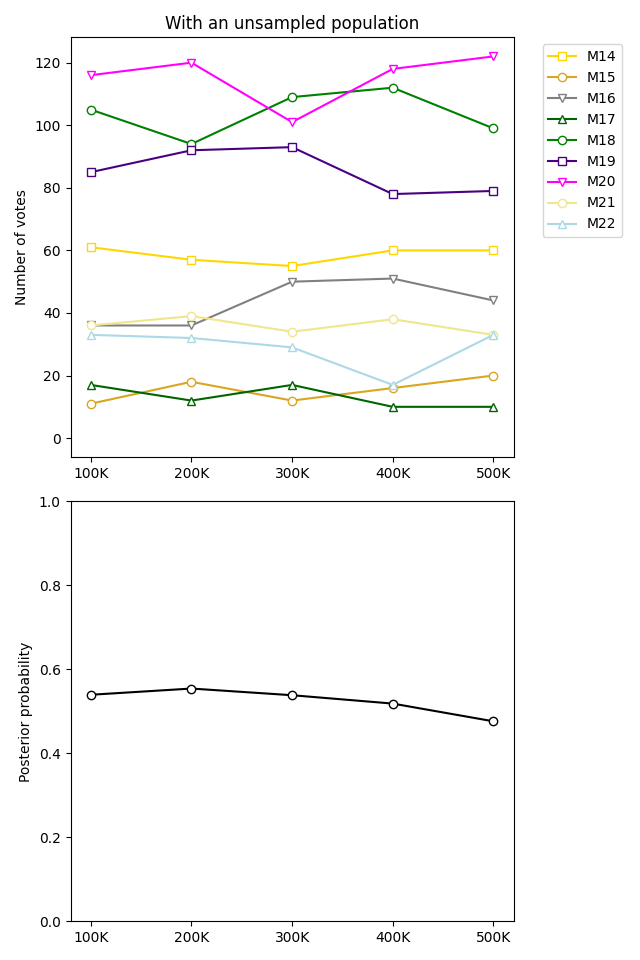 With an unsampled population
Number of votes
120
100
80
60
40
20
0
100K 200K 300K 400K 500K
M14
M15
M16
M17
M18
M19
M20
M21
M22
Posterior probability
1.0
0.8
0.6
0.4
0.2
0.0
100K 200K 300K 400K 500K